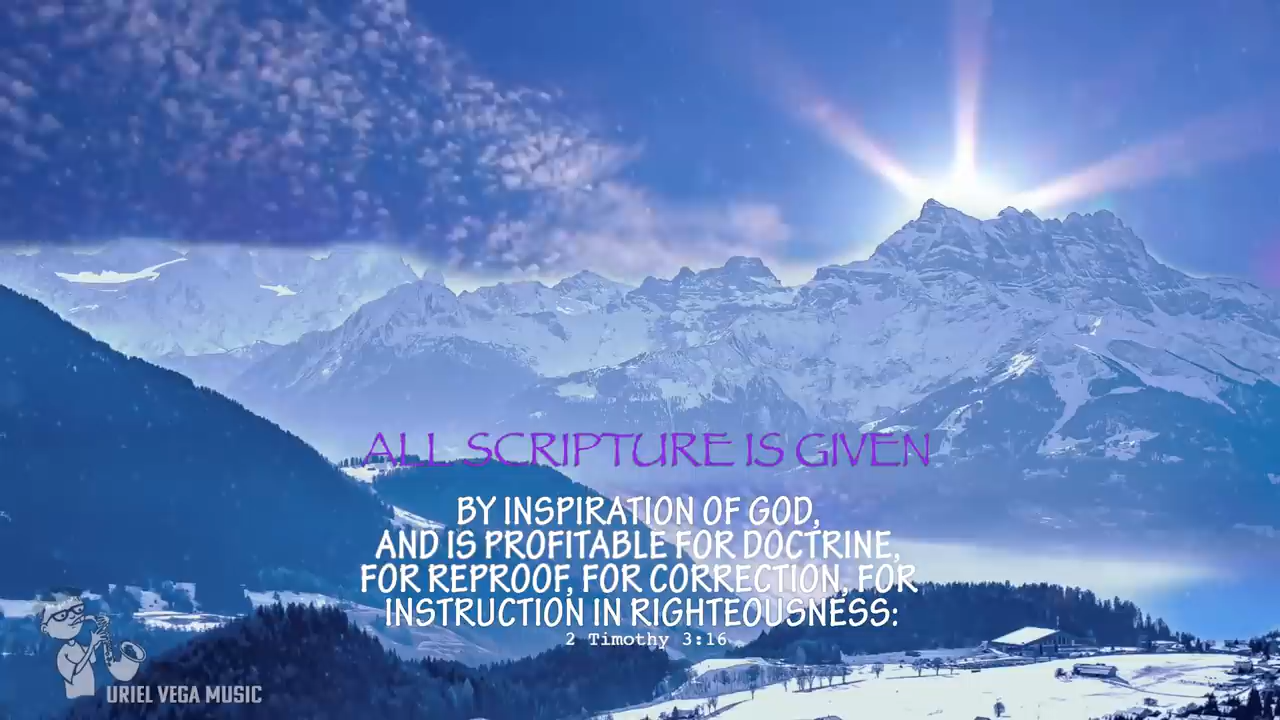 ALL SCRIPTURE IS GIVEN
BY INSPIRATION OF GOD,
AND IS PROFITABLE FOR DOCTRINE,
FOR REPROOF, FOR CORRECTION, FOR
INSTRUCTION IN RIGHTEOUSNESS:
2 Timothy 3:16
URIEL VEGA MUSIC